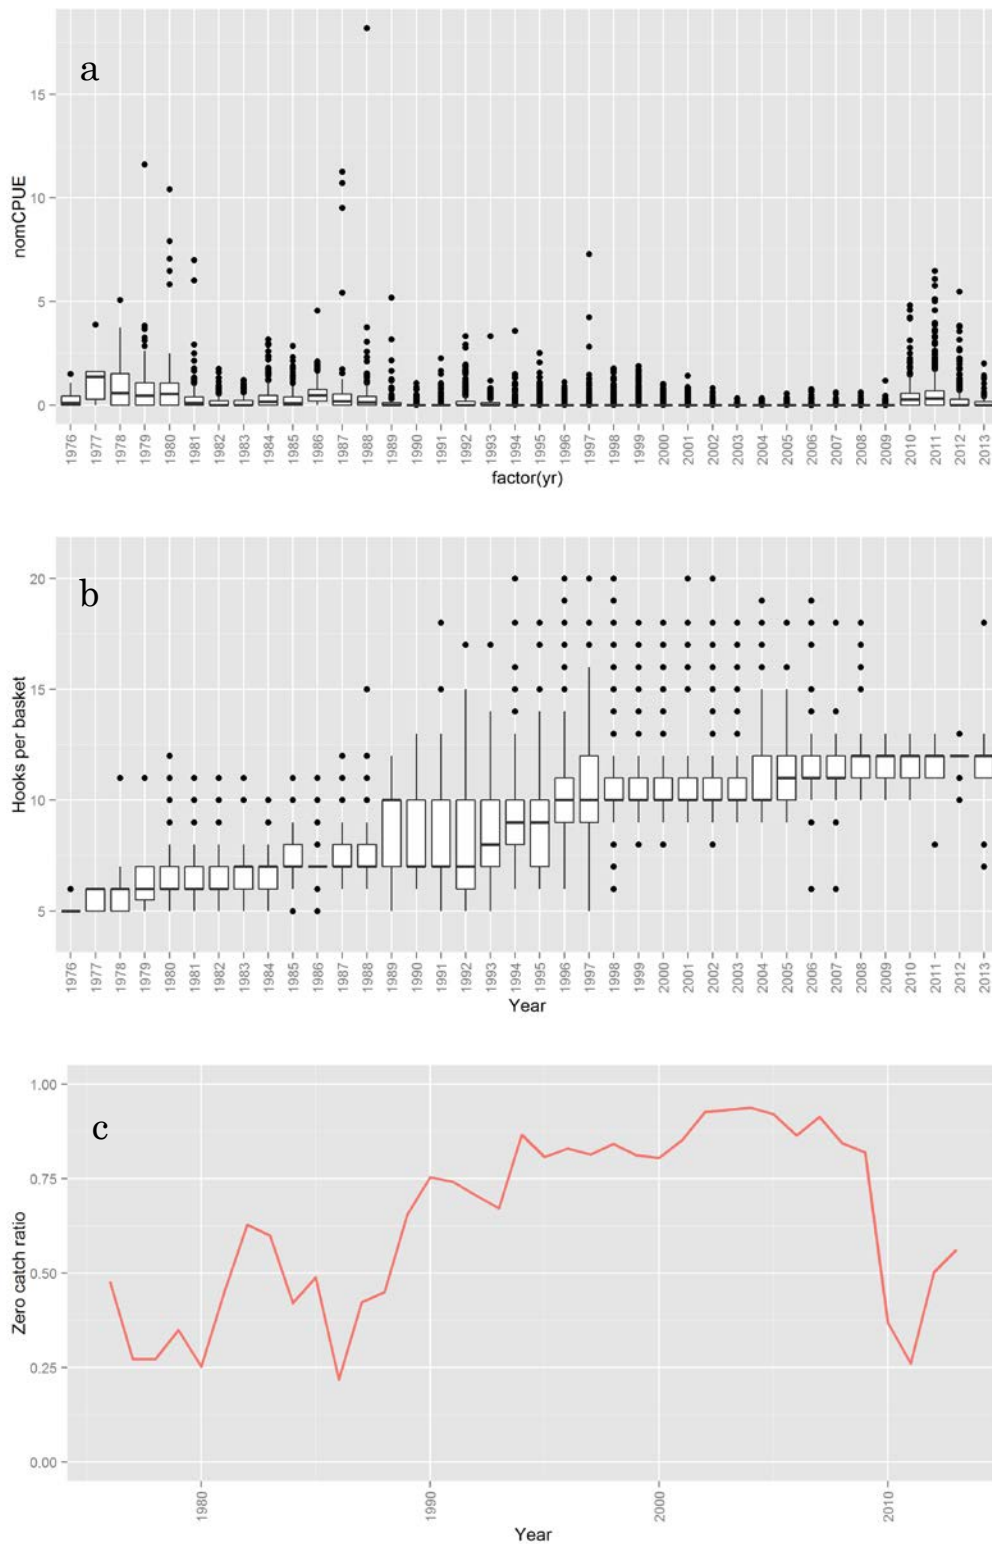 a
15
10
5
0
nomCPUE
1976 1977 1978 1979 1980 1981 1982 1983 1984 1985 1986 1987 1988 1989 1990 1991 1992 1993 1994 1995 1996 1997 1998 1999 2000 2001 2002 2003 2004 2005 2006 2007 2008 2009 2010 2011 2012 2013
factor(yr)
b
20
15
10
5
Hooks per basket
1976 1977 1978 1979 1980 1981 1982 1983 1984 1985 1986 1987 1988 1989 1990 1991 1992 1993 1994 1995 1996 1997 1998 1999 2000 2001 2002 2003 2004 2005 2006 2007 2008 2009 2010 2011 2012 2013
Year
c
1.00
0.75
0.50
0.25
0.00
Zero catch ratio
1980 1990 2000 2010
Year